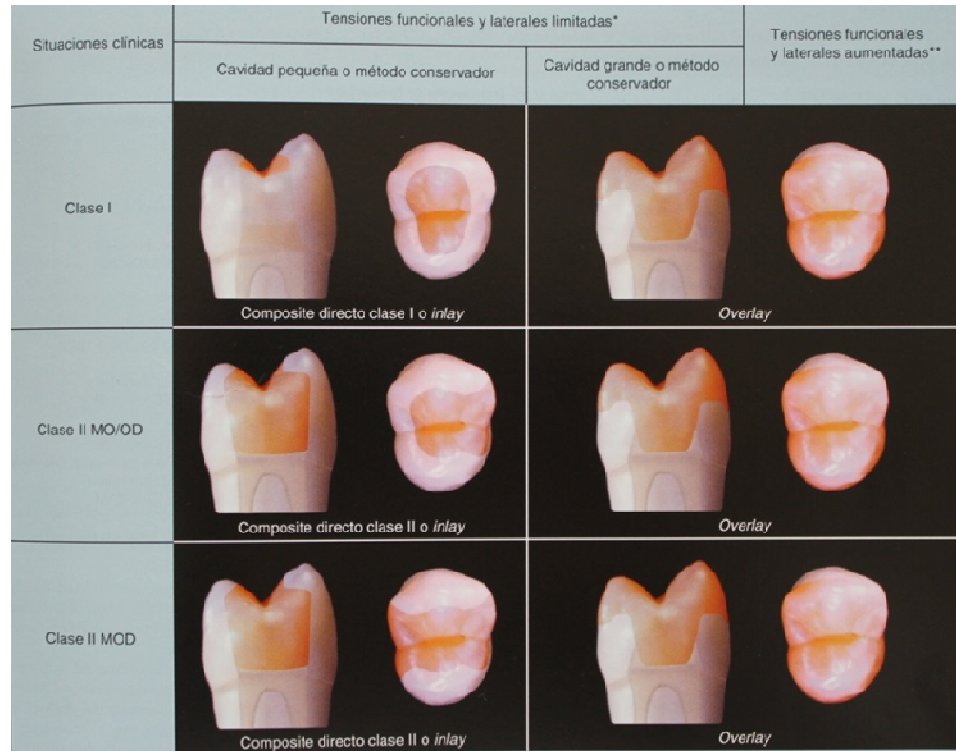 Situaciones clínicas
Tensiones funcionales y laterales limitadas*
Tensiones funcionales
y laterales aumentadas**
Cavidad pequeña o método conservador
Cavidad grande o método
conservador
Clase I
Composite directo clase I o inlay
Overlay
Clase II MO/OD
Composite directo clase II o inlay
Overlay
Clase II MOD
Composite directo clase II o inlay
Overlay